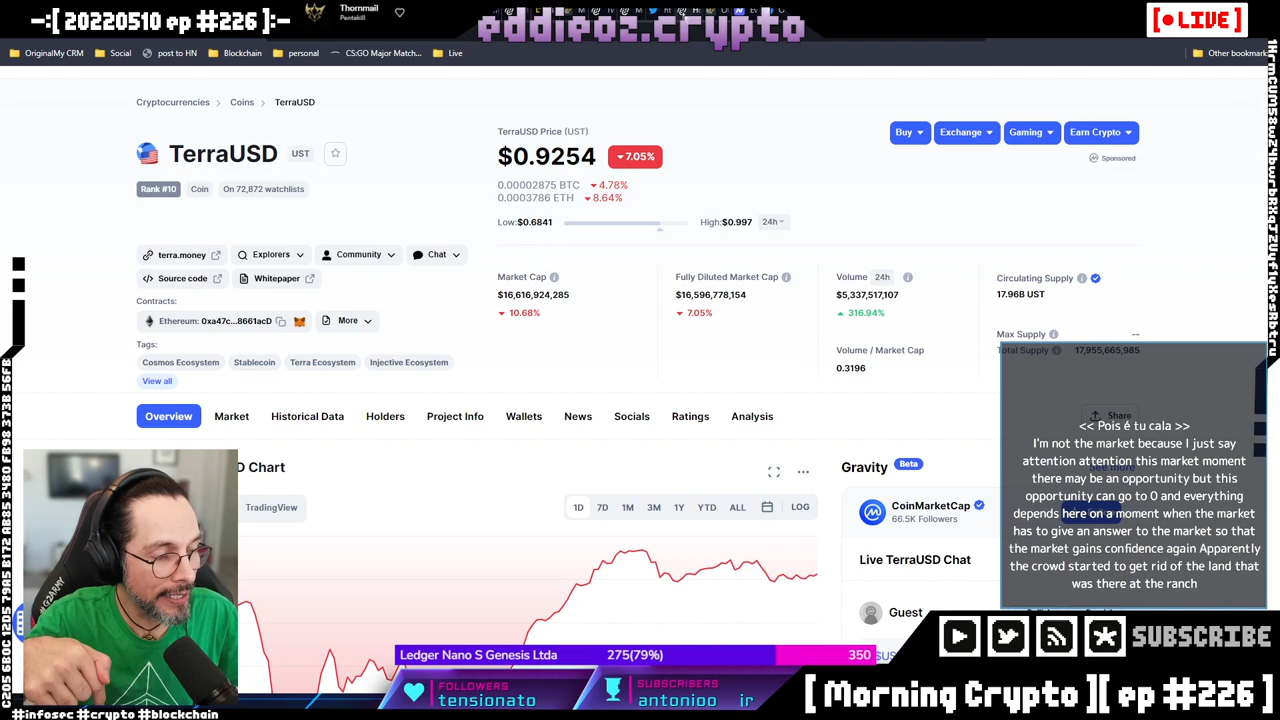 -:[ 20220510 ep #226 ]:-
Thornmail
Pentakill
eddieoz.crypto
[ LIVE ]
OriginalMy CRM
Social
post to HN
Blockchain
personal
CS:GO Major Match...
Live
Other bookmark
Cryptocurrencies > Coins > TerraUSD
TerraUSD UST
Rank #10 Coin On 72,872 watchlists
TerraUSD Price (UST)
$0.9254 7.05%
0.00002875 BTC 4.78%
0.0003786 ETH 8.64%
Low: $0.6841 High: $0.997 24h
Buy Exchange Gaming Earn Crypto
Sponsored
terra.money Explorers Community Chat
Source code Whitepaper
Contracts:
Ethereum: 0xa47c...8661acD More
Tags:
Cosmos Ecosystem Stablecoin Terra Ecosystem Injective Ecosystem
View all
Market Cap
$16,616,924,285
10.68%
Fully Diluted Market Cap
$16,596,778,154
7.05%
Volume 24h
$5,337,517,107
316.94%
Volume / Market Cap
0.3196
Circulating Supply
17.96B UST
Max Supply --
Total Supply 17,955,665,985
Overview Market Historical Data Holders Project Info Wallets News Socials Ratings Analysis
Share
D Chart
TradingView
1D 7D 1M 3M 1Y YTD ALL LOG
Gravity Beta
See more
CoinMarketCap
66.5K Followers
Live TerraUSD Chat
Guest
<< Pois é tu cala >>
I'm not the market because I just say
attention attention this market moment
there may be an opportunity but this
opportunity can go to 0 and everything
depends here on a moment when the market
has to give an answer to the market so that
the market gains confidence again Apparently
the crowd started to get rid of the land that
was there at the ranch
Ledger Nano S Genesis Ltda 275(79%) 350
FOLLOWERS
tensionato
SUBSCRIBERS
antonioo jr
SUBSCRIBE
[ Morning Crypto ][ ep #226 ]
#infosec #crypto #blockchain